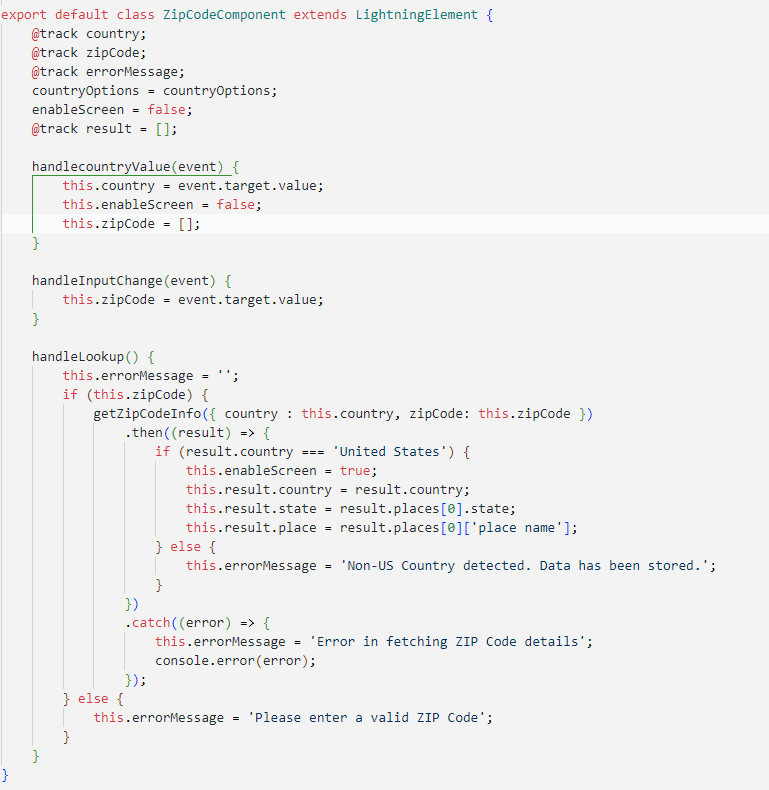 export default class ZipCodeComponent extends LightningElement {
    @track country;
    @track zipCode;
    @track errorMessage;
    countryOptions = countryOptions;
    enableScreen = false;
    @track result = [];

    handlecountryValue(event) {
        this.country = event.target.value;
        this.enableScreen = false;
        this.zipCode = [];
    }

    handleInputChange(event) {
        this.zipCode = event.target.value;
    }

    handleLookup() {
        this.errorMessage = '';
        if (this.zipCode) {
            getZipCodeInfo({ country : this.country, zipCode: this.zipCode })
                .then((result) => {
                    if (result.country === 'United States') {
                        this.enableScreen = true;
                        this.result.country = result.country;
                        this.result.state = result.places[0].state;
                        this.result.place = result.places[0]['place name'];
                    } else {
                        this.errorMessage = 'Non-US Country detected. Data has been stored.';
                    }
                })
                .catch((error) => {
                    this.errorMessage = 'Error in fetching ZIP Code details';
                    console.error(error);
                });
        } else {
            this.errorMessage = 'Please enter a valid ZIP Code';
        }
    }
}